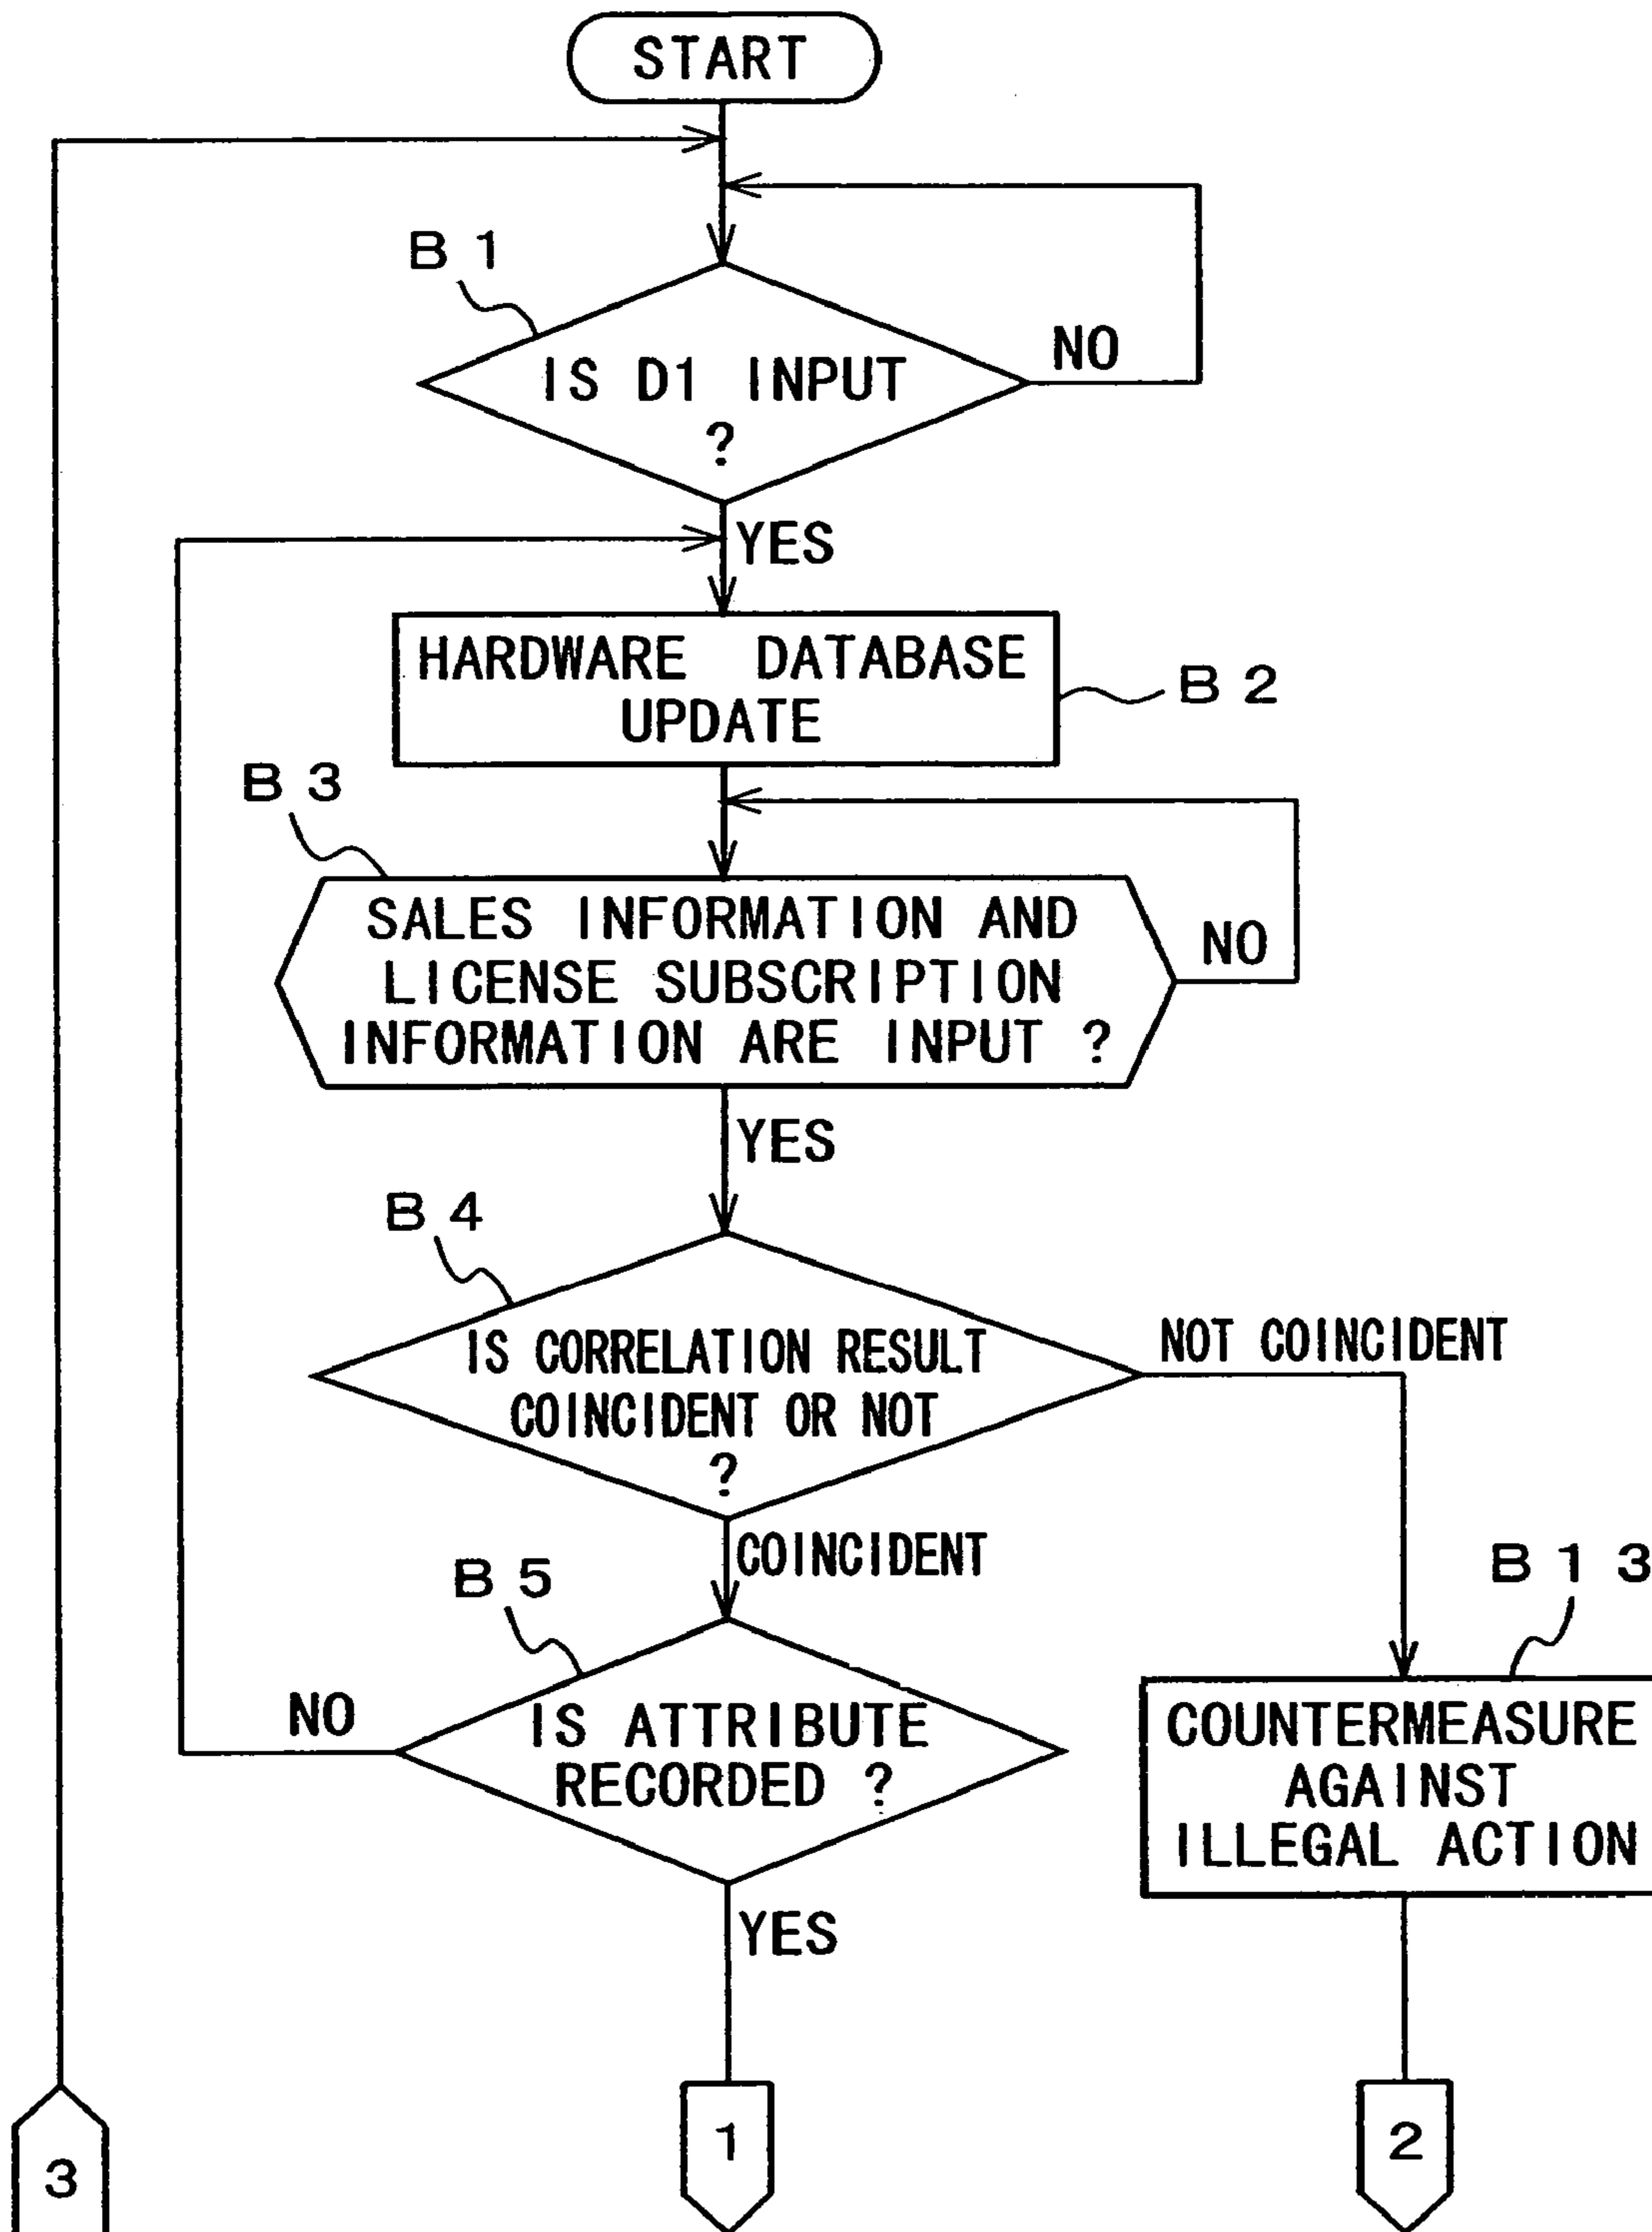 START
B 1
IS D1 INPUT
?
NO
YES
HARDWARE DATABASE
UPDATE
B 2
B 3
SALES INFORMATION AND
LICENSE SUBSCRIPTION
INFORMATION ARE INPUT ?
NO
YES
B 4
IS CORRELATION RESULT
COINCIDENT OR NOT
?
NOT COINCIDENT
COINCIDENT
B 5
IS ATTRIBUTE
RECORDED ?
NO
YES
B 1 3
COUNTERMEASURE
AGAINST
ILLEGAL ACTION
3
1
2